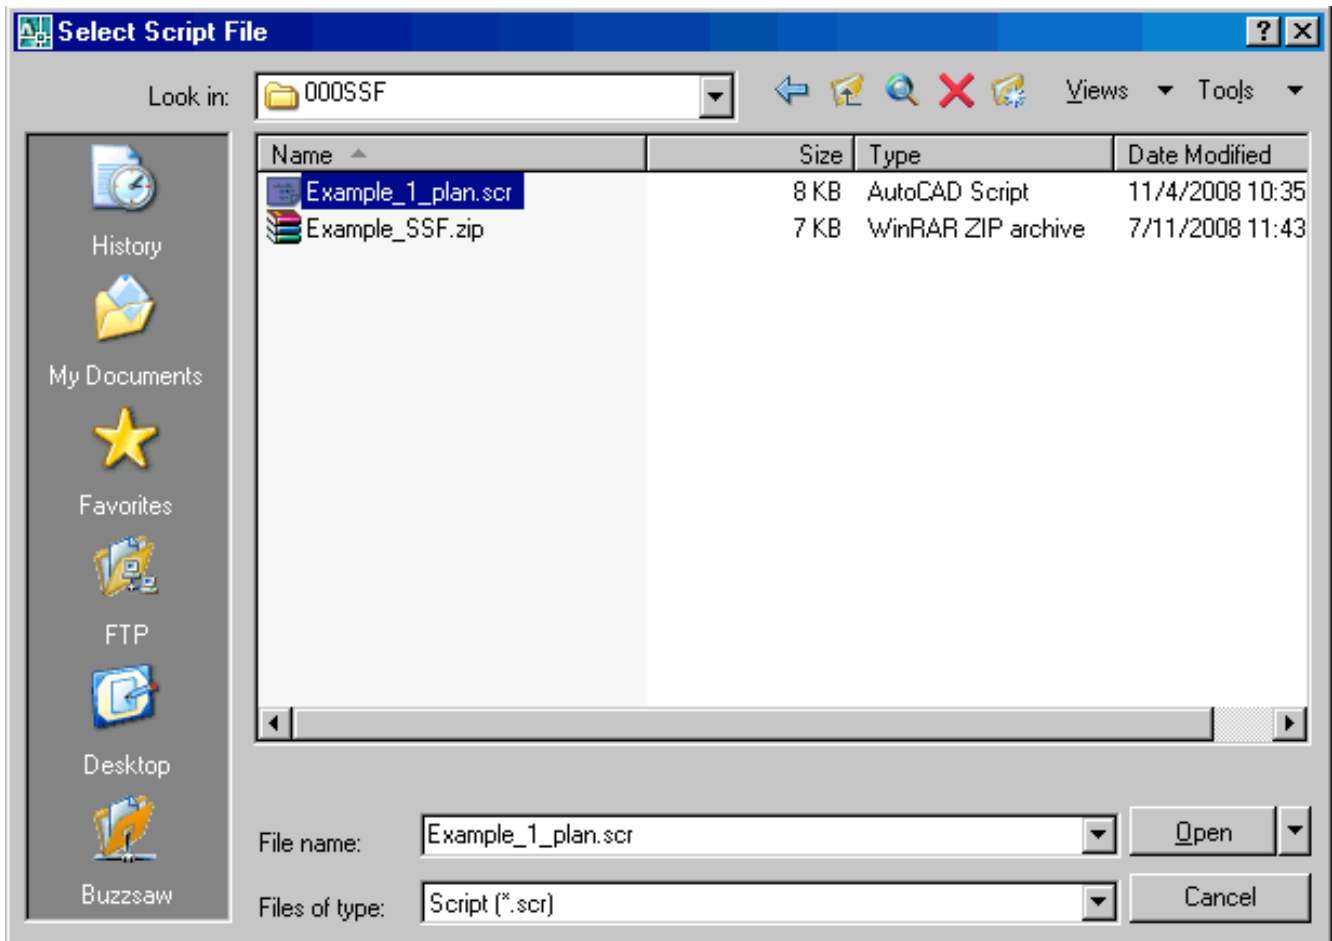 Select Script File
Look in: 000SSF Views Tools
Name Size Type Date Modified
Example_1_plan.scr 8 KB AutoCAD Script 11/4/2008 10:35
Example_SSF.zip 7 KB WinRAR ZIP archive 7/11/2008 11:43
History
My Documents
Favorites
FTP
Desktop
Buzzsaw
File name: Example_1_plan.scr Open
Files of type: Script (*.scr) Cancel